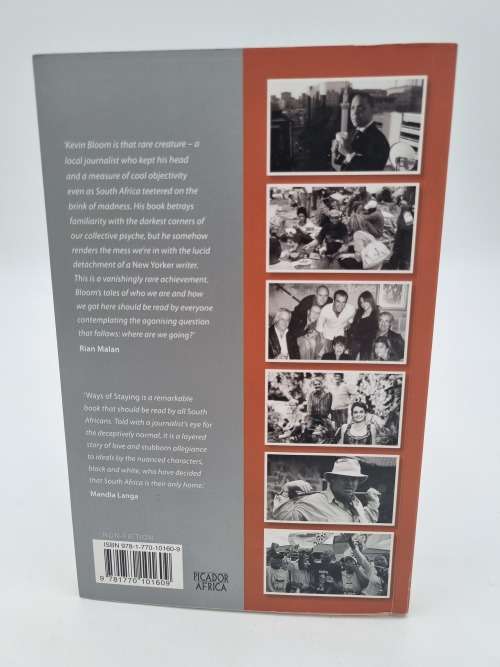 'Kevin Bloom is that rare creature – a
local journalist who kept his head
and a measure of cool objectivity
even as South Africa teetered on the
brink of madness. His book betrays
familiarity with the darkest corners of
our collective psyche, but he somehow
renders the mess we're in with the lucid
detachment of a New Yorker writer.
This is a vanishingly rare achievement.
Bloom's tales of who we are and how
we got here should be read by everyone
contemplating the agonising question
that follows: where are we going?'
Rian Malan
'Ways of Staying is a remarkable
book that should be read by all South
Africans. Told with a journalist's eye for
the deceptively normal, it is a layered
story of love and stubborn allegiance
to ideals by the nuanced characters,
black and white, who have decided
that South Africa is their only home.'
Mandla Langa
NON-FICTION
ISBN 978-1-770-10160-9
9 781770 101609
PICADOR
AFRICA